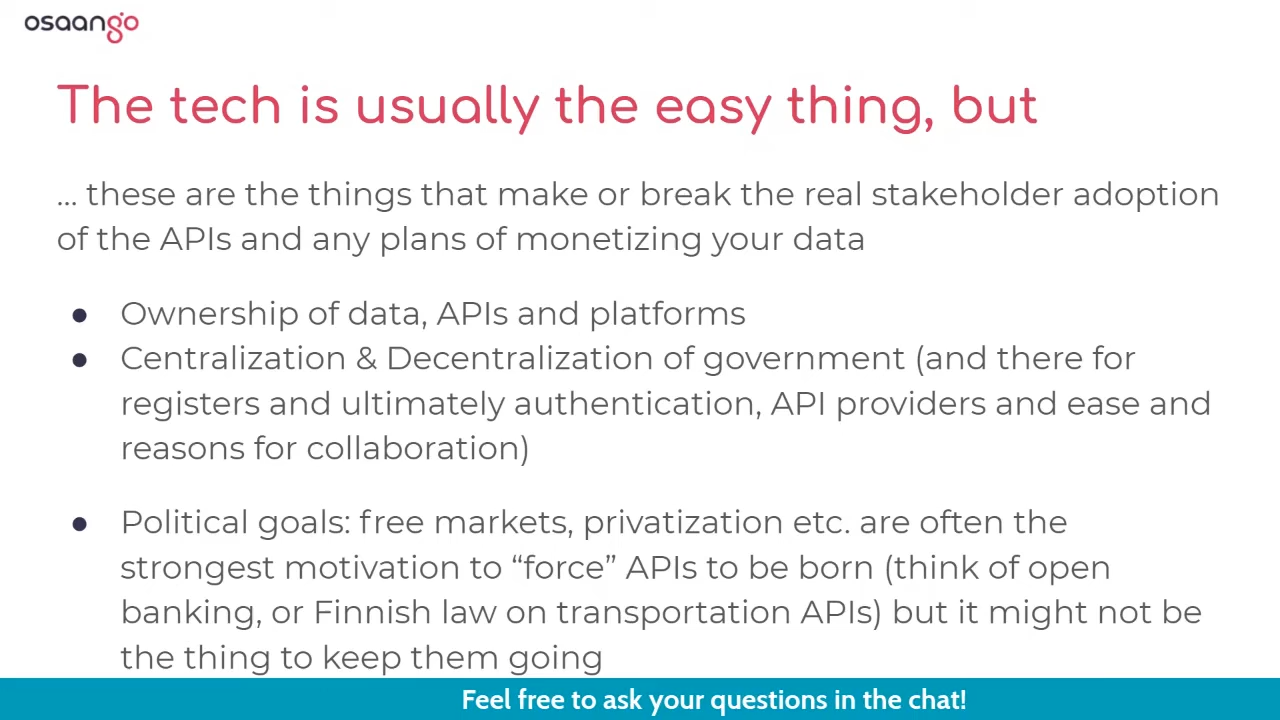 osaango
The tech is usually the easy thing, but
... these are the things that make or break the real stakeholder adoption
of the APIs and any plans of monetizing your data
● Ownership of data, APIs and platforms
● Centralization & Decentralization of government (and there for
registers and ultimately authentication, API providers and ease and
reasons for collaboration)
● Political goals: free markets, privatization etc. are often the
strongest motivation to “force” APIs to be born (think of open
banking, or Finnish law on transportation APIs) but it might not be
the thing to keep them going
Feel free to ask your questions in the chat!